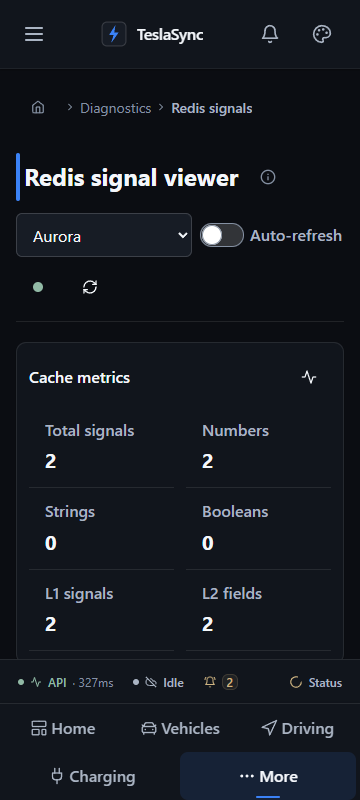 TeslaSync
Diagnostics Redis signals
Redis signal viewer
Aurora Auto-refresh
Cache metrics
Total signals Numbers
2 2
Strings Booleans
0 0
L1 signals L2 fields
2 2
API · 327ms Idle 2 Status
Home Vehicles Driving
Charging More